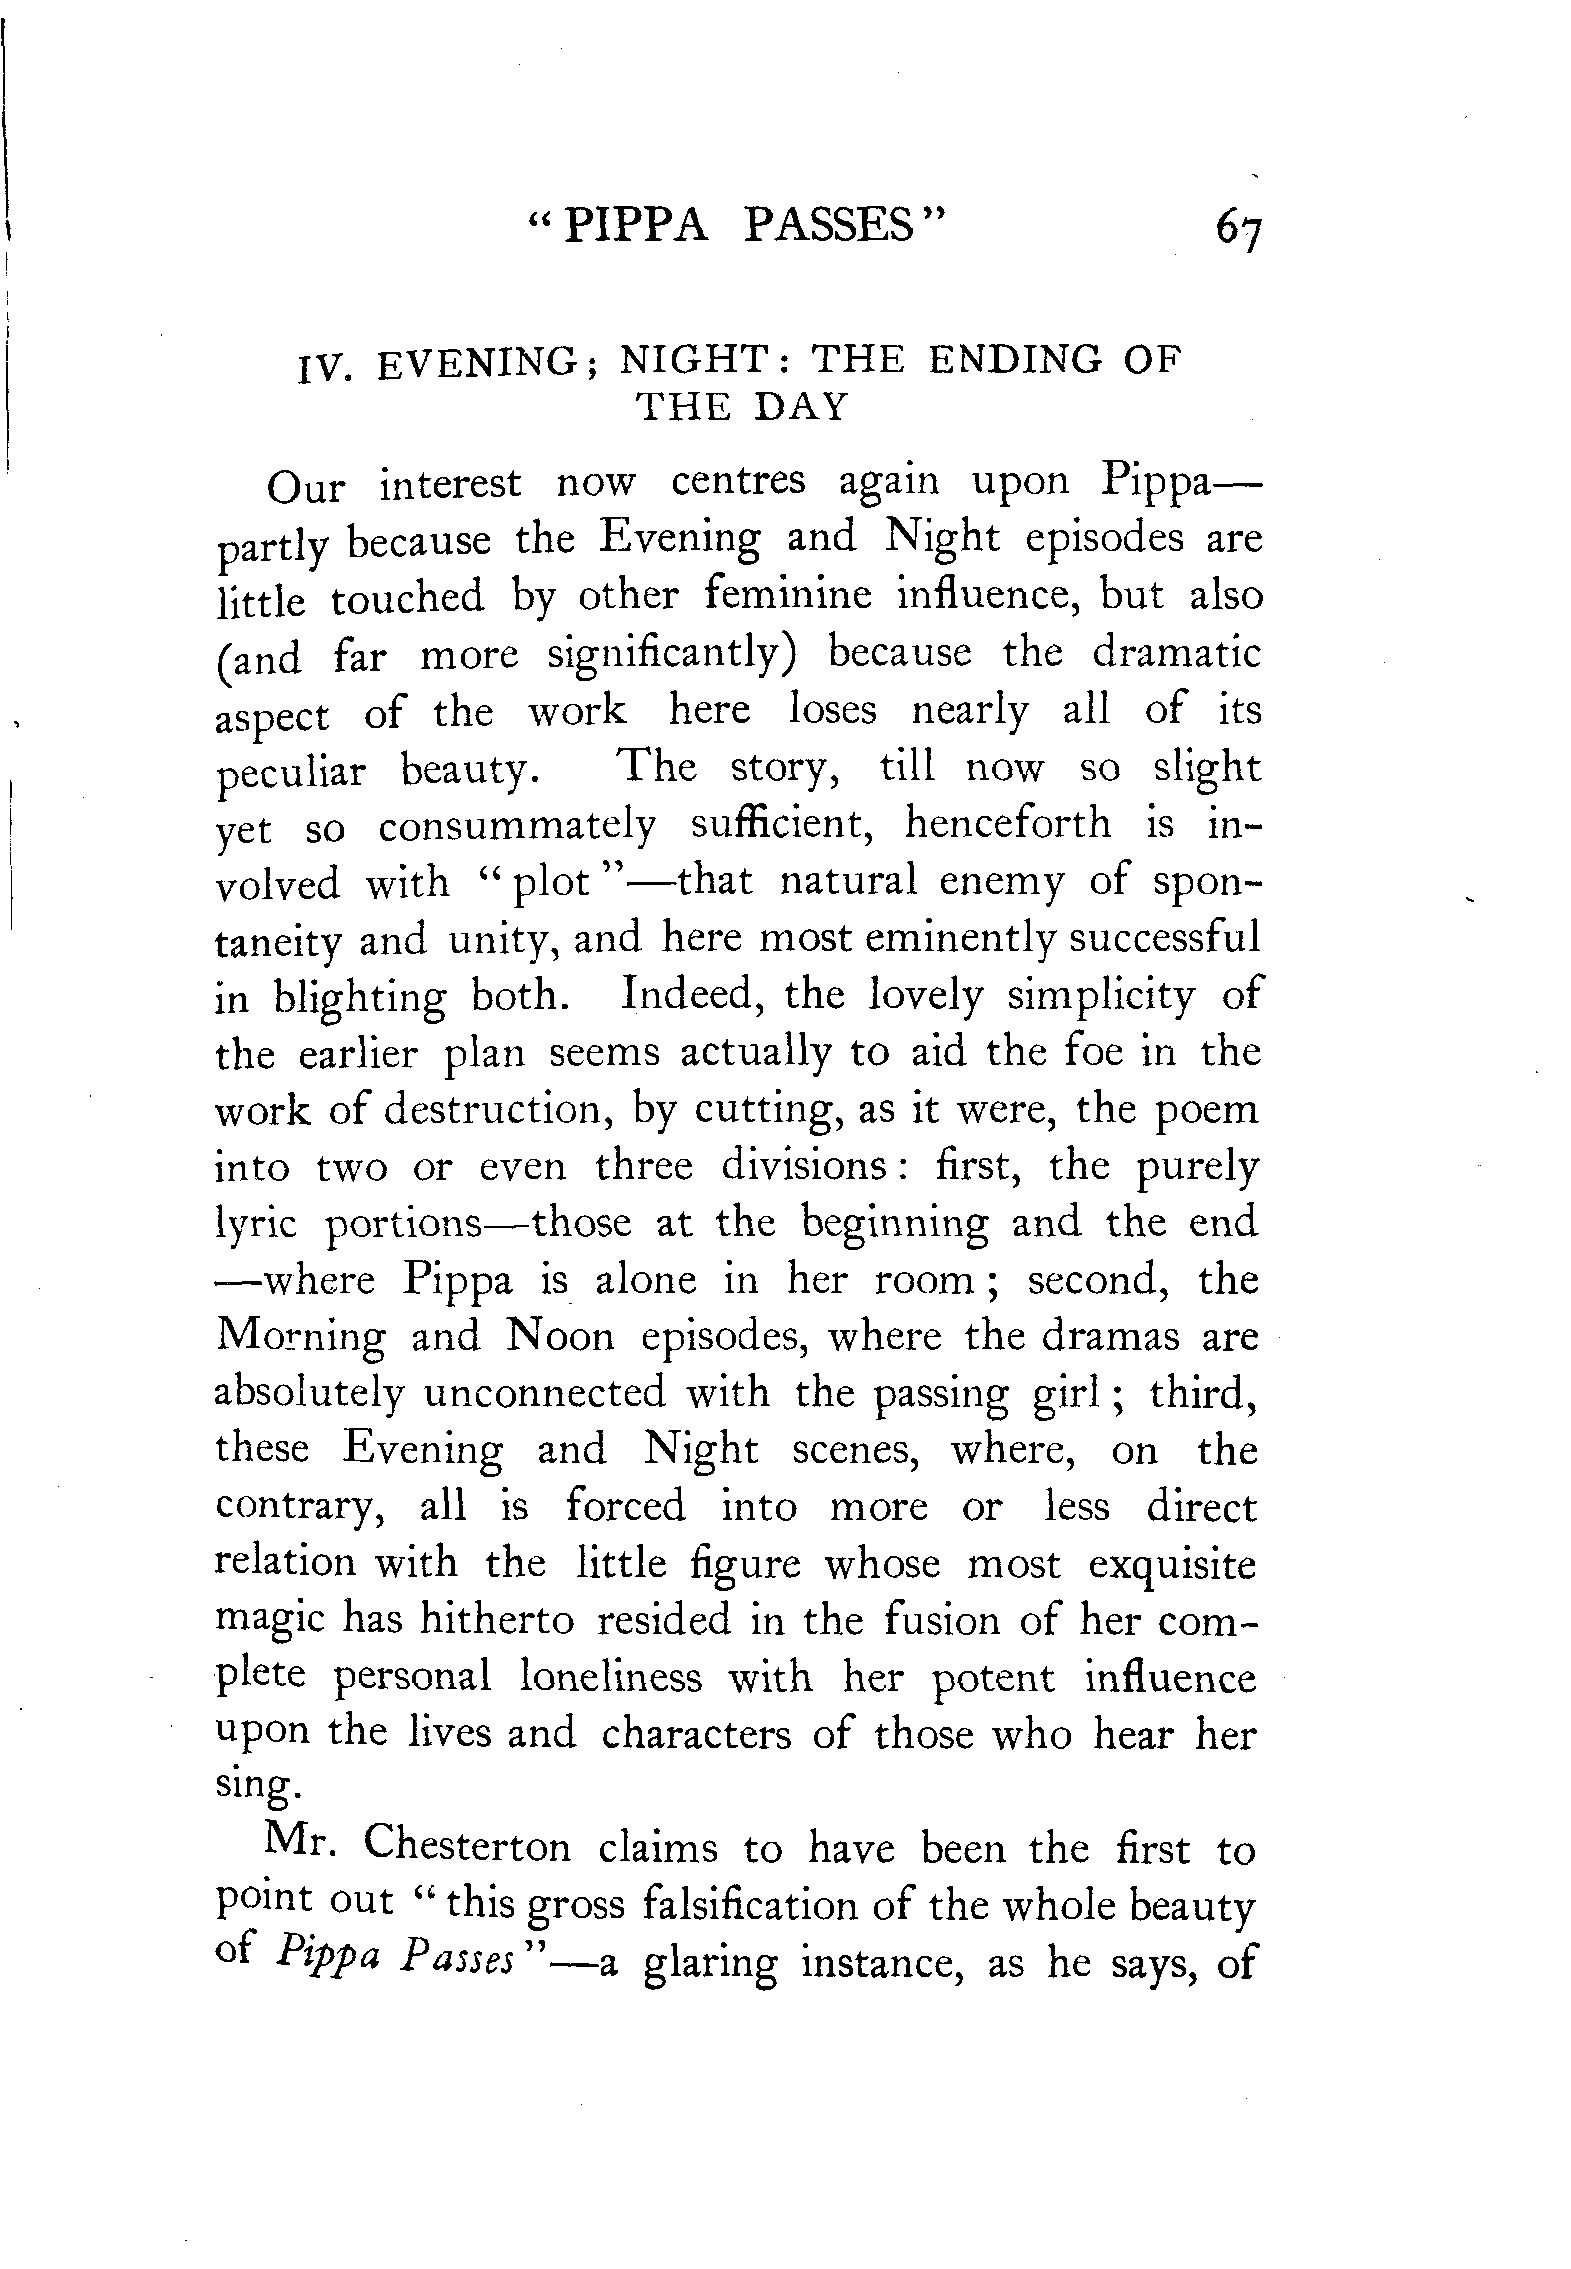 "PIPPA PASSES" 67
IV. EVENING; NIGHT: THE ENDING OF
THE DAY
Our interest now centres again upon Pippa—
partly because the Evening and Night episodes are
little touched by other feminine influence, but also
(and far more significantly) because the dramatic
aspect of the work here loses nearly all of its
peculiar beauty. The story, till now so slight
yet so consummately sufficient, henceforth is in-
volved with "plot"—that natural enemy of spon-
taneity and unity, and here most eminently successful
in blighting both. Indeed, the lovely simplicity of
the earlier plan seems actually to aid the foe in the
work of destruction, by cutting, as it were, the poem
into two or even three divisions: first, the purely
lyric portions—those at the beginning and the end
—where Pippa is alone in her room; second, the
Morning and Noon episodes, where the dramas are
absolutely unconnected with the passing girl; third,
these Evening and Night scenes, where, on the
contrary, all is forced into more or less direct
relation with the little figure whose most exquisite
magic has hitherto resided in the fusion of her com-
plete personal loneliness with her potent influence
upon the lives and characters of those who hear her
sing.
Mr. Chesterton claims to have been the first to
point out "this gross falsification of the whole beauty
of Pippa Passes"—a glaring instance, as he says, of